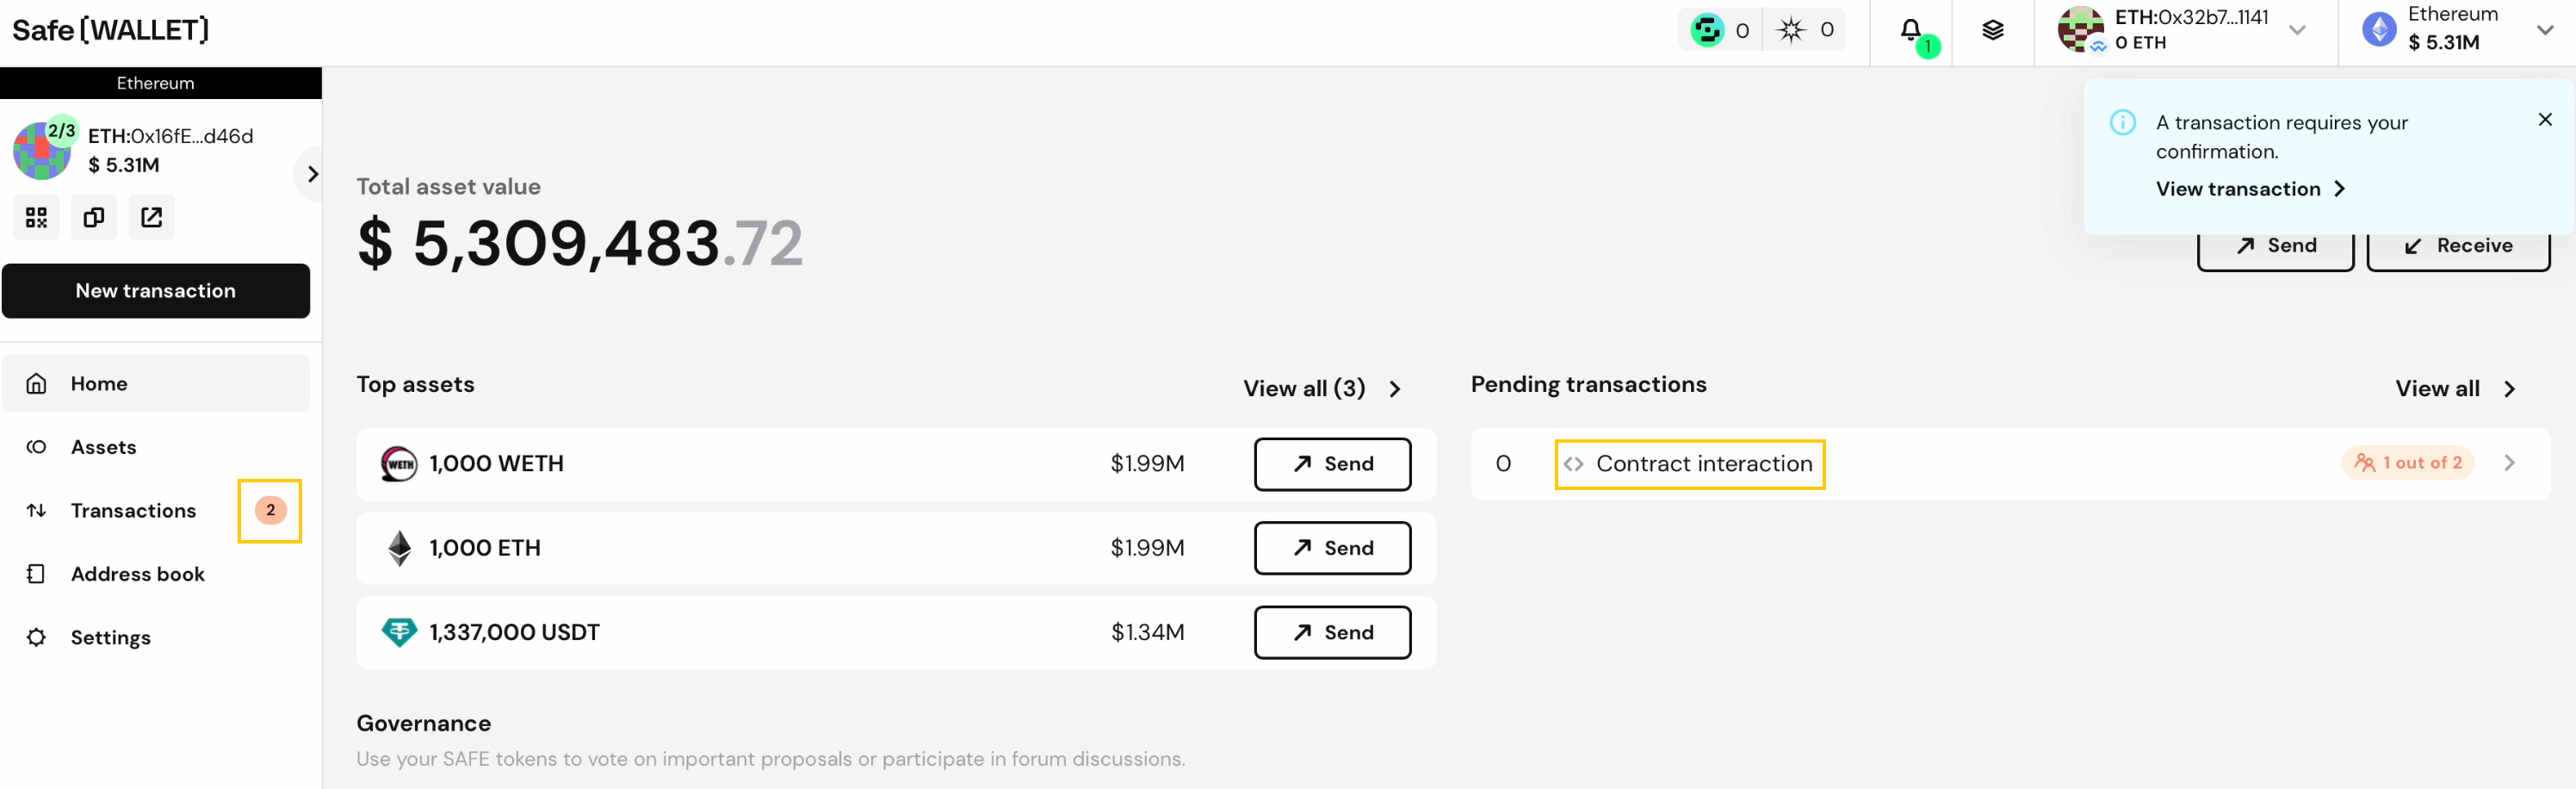 Safe{WALLET}
0
0
1
ETH:0x32b7...1141
0 ETH
Ethereum
$ 5.31M
Ethereum
2/3
ETH:0x16fE...d46d
$ 5.31M
New transaction
Home
Assets
Transactions
2
Address book
Settings
A transaction requires your
confirmation.
View transaction
Total asset value
$ 5,309,483.72
Send
Receive
Top assets
View all (3)
WETH
1,000 WETH
$1.99M
Send
1,000 ETH
$1.99M
Send
1,337,000 USDT
$1.34M
Send
Pending transactions
View all
0
Contract interaction
1 out of 2
Governance
Use your SAFE tokens to vote on important proposals or participate in forum discussions.